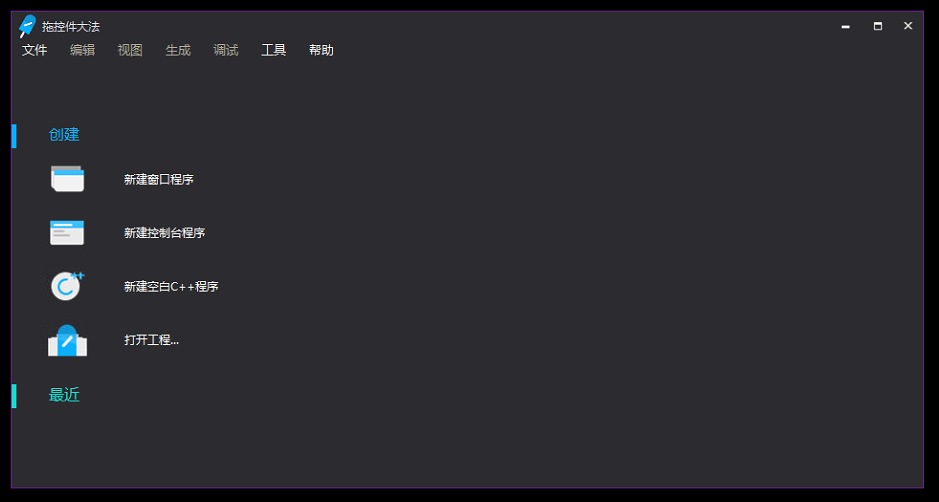 拖控件大法
文件 编辑 视图 生成 调试 工具 帮助
创建
新建窗口程序
新建控制台程序
新建空白C++程序
打开工程...
最近